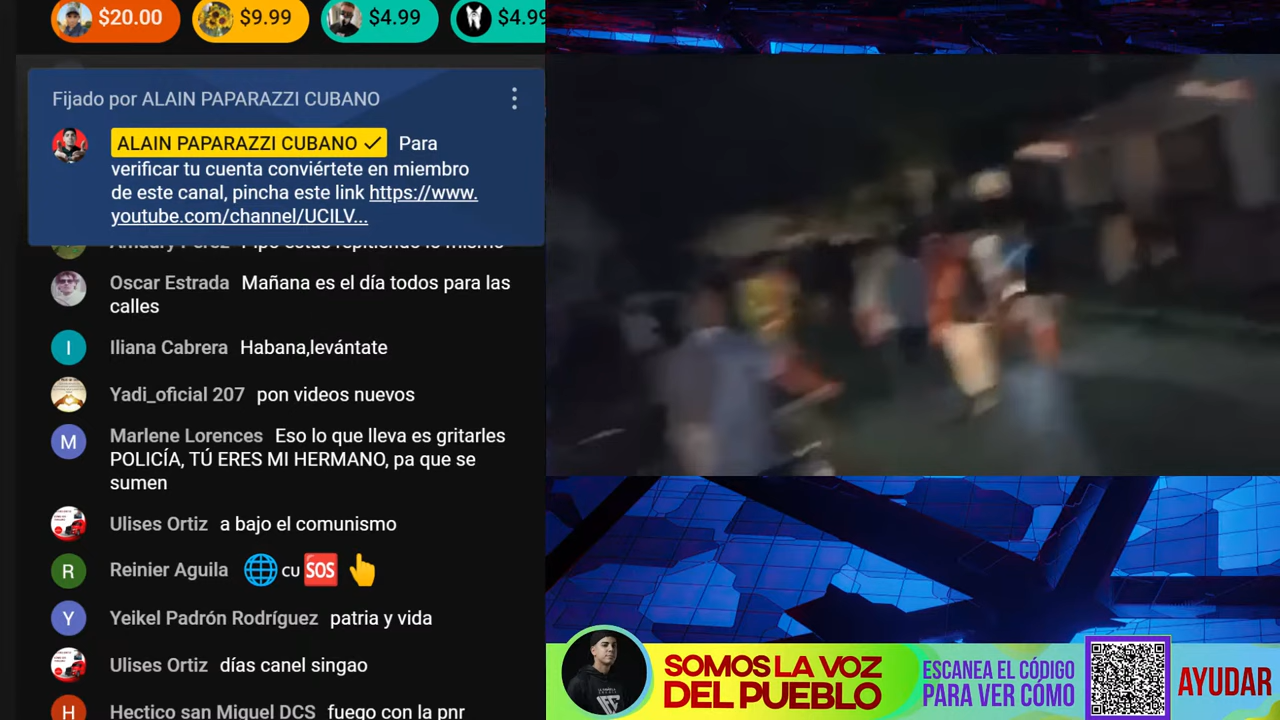 $20.00
$9.99
$4.99
$4.99
Fijado por ALAIN PAPARAZZI CUBANO
ALAIN PAPARAZZI CUBANO Para
verificar tu cuenta conviértete en miembro
de este canal, pincha este link https://www.
youtube.com/channel/UCILV...
Oscar Estrada Mañana es el día todos para las
calles
Iliana Cabrera Habana,levántate
Yadi_oficial 207 pon videos nuevos
Marlene Lorences Eso lo que lleva es gritarles
POLICÍA, TÚ ERES MI HERMANO, pa que se
sumen
Ulises Ortiz a bajo el comunismo
Reinier Aguila 🌐 CU 🆘 👆
Yeikel Padrón Rodríguez patria y vida
Ulises Ortiz días canel singao
Hectico san Miguel DCS fuego con la pnr
SOMOS LA VOZ
DEL PUEBLO
ESCANEA EL CÓDIGO
PARA VER CÓMO
AYUDAR